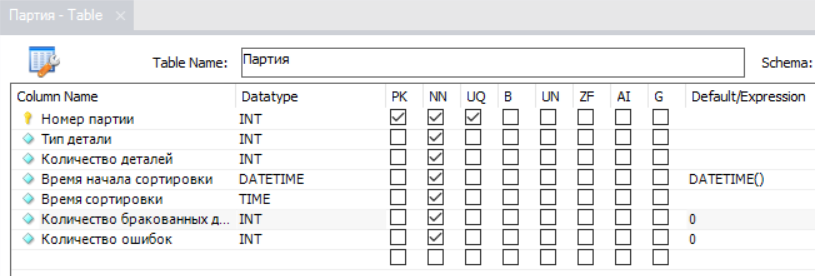 Партия - Table ×
Table Name: Партия Schema:
Column Name Datatype PK NN UQ B UN ZF AI G Default/Expression
Номер партии INT
Тип детали INT
Количество деталей INT
Время начала сортировки DATETIME DATETIME()
Время сортировки TIME
Количество бракованных д... INT 0
Количество ошибок INT 0